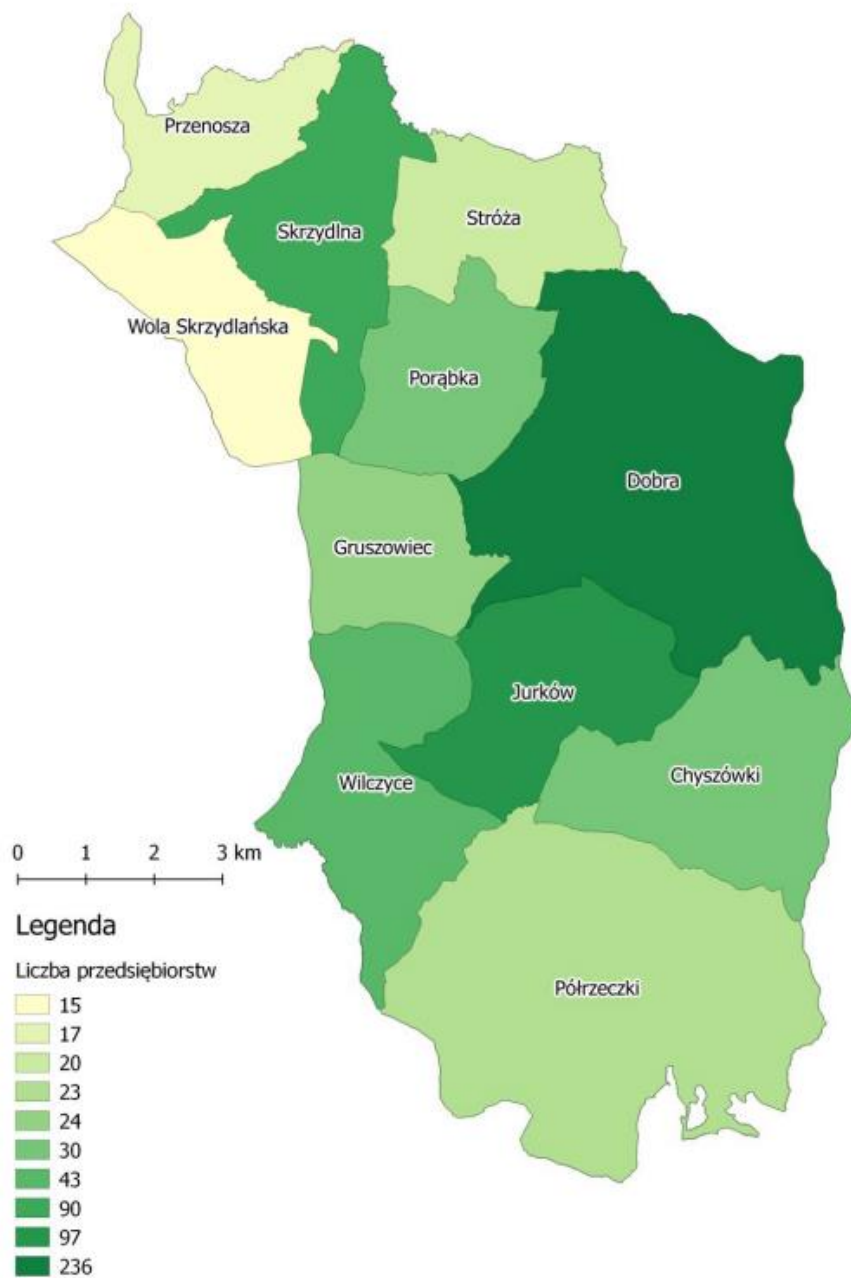 Przenosza
Skrzydlna
Stróża
Wola Skrzydlańska
Porąbka
Dobra
Gruszowiec
Jurków
Chyszówki
Wilczyce
0 1 2 3 km
Legenda
Liczba przedsiębiorstw
Półrzeczki
15
17
20
23
24
30
43
90
97
236